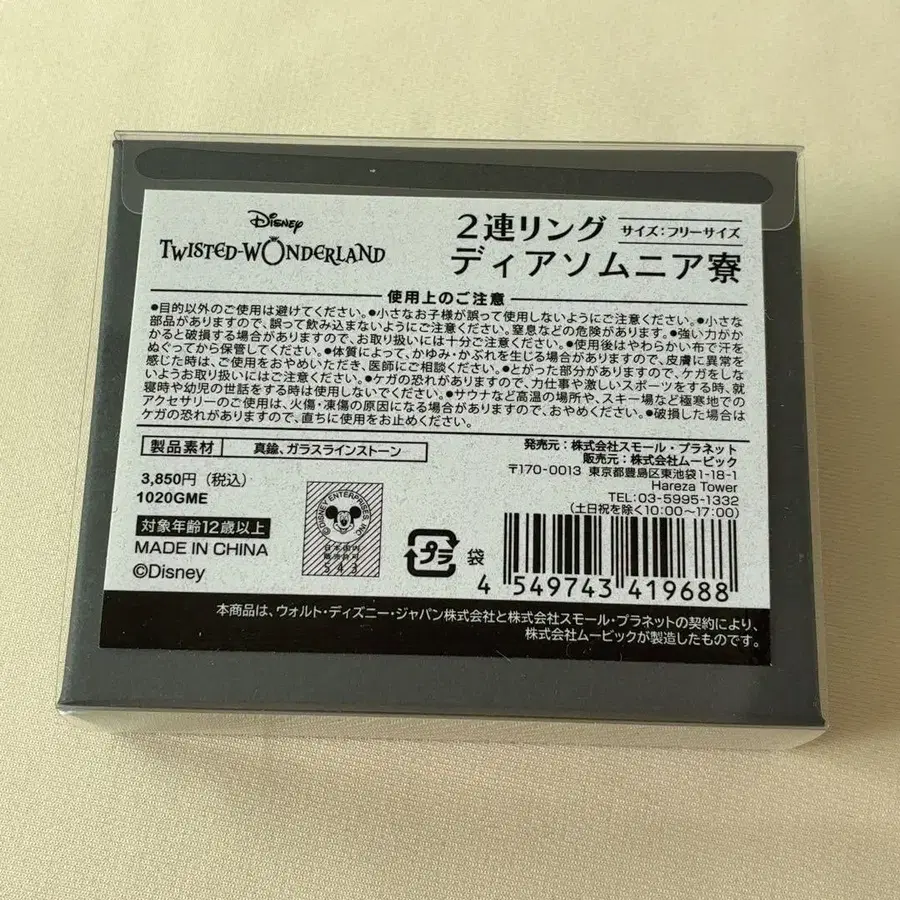 Disney
TWISTED-WONDERLAND
2連リング サイズ:フリーサイズ
ディアソムニア寮
使用上のご注意
●目的以外のご使用は避けてください。●小さなお子様が誤って使用しないようにご注意ください。●小さな
部品がありますので、誤って飲み込まないようにご注意ください。窒息などの危険があります。●強い力がか
かると破損する場合がありますので、お取り扱いには十分ご注意ください。●使用後はやわらかい布で汗を
ぬぐってから保管してください。●体質によって、かゆみ・かぶれを生じる場合がありますので、皮膚に異常を
感じた時は、ご使用をおやめいただき、医師にご相談ください。●とがった部分がありますので、ケガをしな
いようお取り扱いにはご注意ください。●ケガの恐れがありますので、力仕事や激しいスポーツをする時、就
寝時や幼児の世話をする時は使用しないでください。●サウナなど高温の場所や、スキー場など極寒地での
アクセサリーのご使用は、火傷・凍傷の原因になる場合がありますので、おやめください。●破損した場合は
ケガの恐れがありますので、直ちに使用をお止めください。
製品素材 真鍮、ガラスラインストーン
3,850円(税込)
1020GME
対象年齢12歳以上
MADE IN CHINA
©Disney
発売元:株式会社スモール・プラネット
販売元:株式会社ムービック
〒170-0013 東京都豊島区東池袋1-18-1
Hareza Tower
TEL:03-5995-1332
(土日祝を除く10:00〜17:00)
©DISNEY ENTERPRISES INC.
日本国内
販売許可
543
プラ 袋
4 549743 419688
本商品は、ウォルト・ディズニー・ジャパン株式会社と株式会社スモール・プラネットの契約により、
株式会社ムービックが製造したものです。